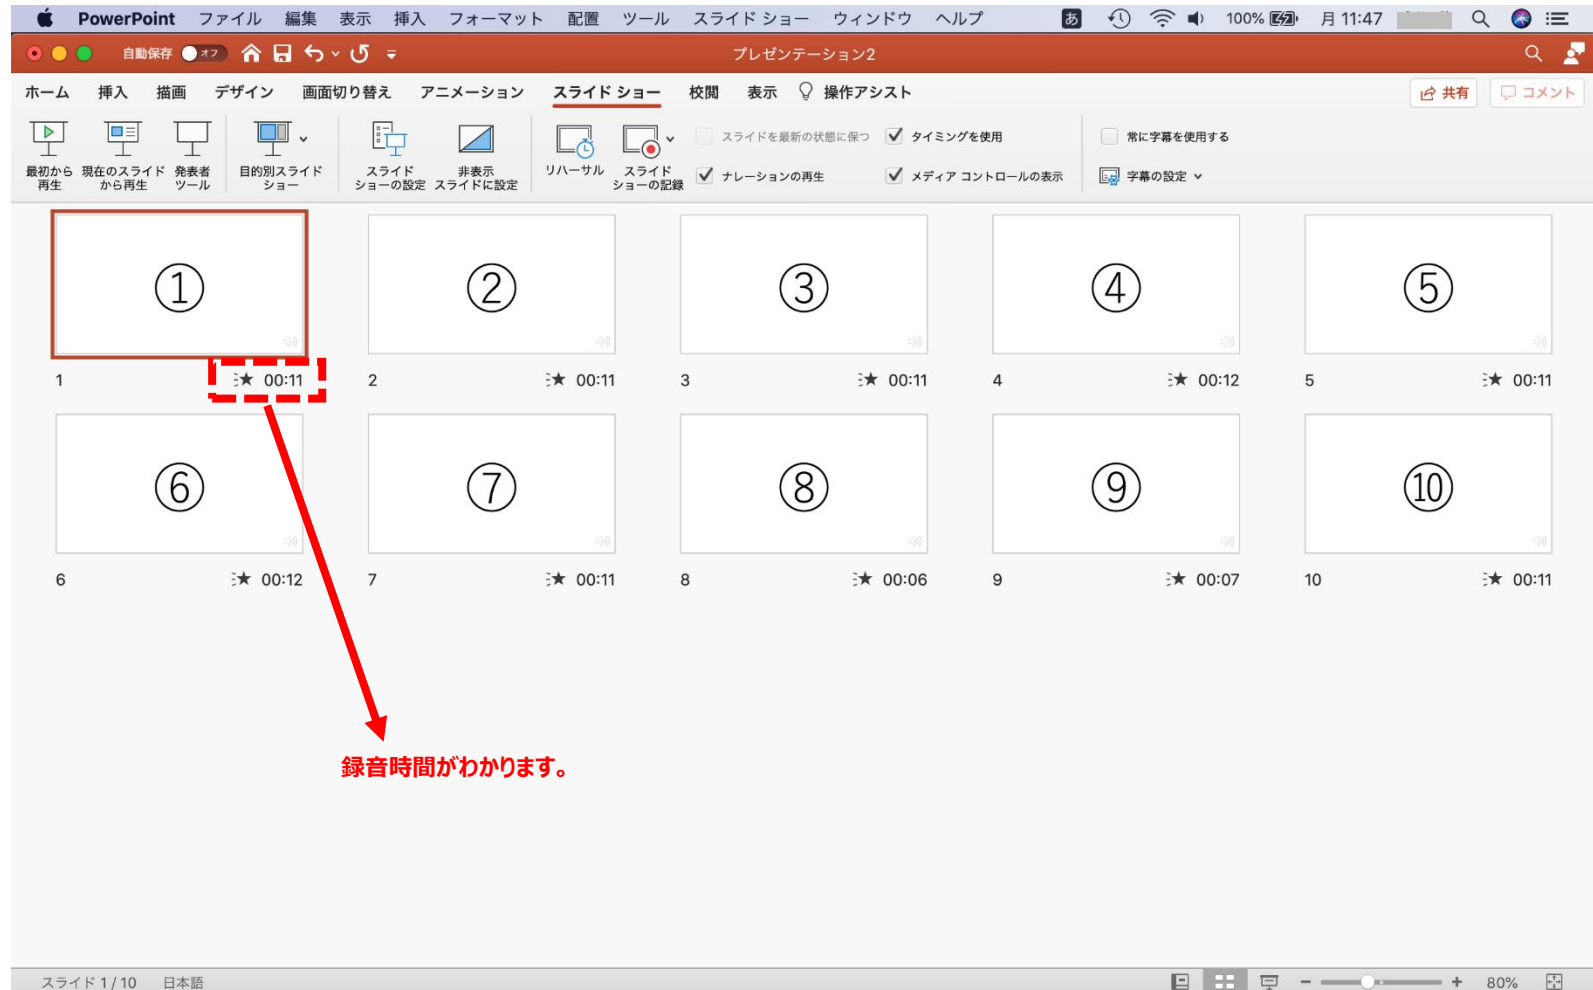 PowerPoint ファイル 編集 表示 挿入 フォーマット 配置 ツール スライド ショー ウィンドウ ヘルプ あ 100% 月 11:47
自動保存 オフ プレゼンテーション2
ホーム 挿入 描画 デザイン 画面切り替え アニメーション スライド ショー 校閲 表示 操作アシスト 共有 コメント
最初から
再生
現在のスライド
から再生
発表者
ツール
目的別スライド
ショー
スライド
ショーの設定
非表示
スライドに設定
リハーサル
スライド
ショーの記録
スライドを最新の状態に保つ タイミングを使用 常に字幕を使用する
ナレーションの再生 メディア コントロールの表示 字幕の設定
① ② ③ ④ ⑤
1 00:11 2 00:11 3 00:11 4 00:12 5 00:11
⑥ ⑦ ⑧ ⑨ ⑩
6 00:12 7 00:11 8 00:06 9 00:07 10 00:11
録音時間がわかります。
スライド 1 / 10 日本語 80%